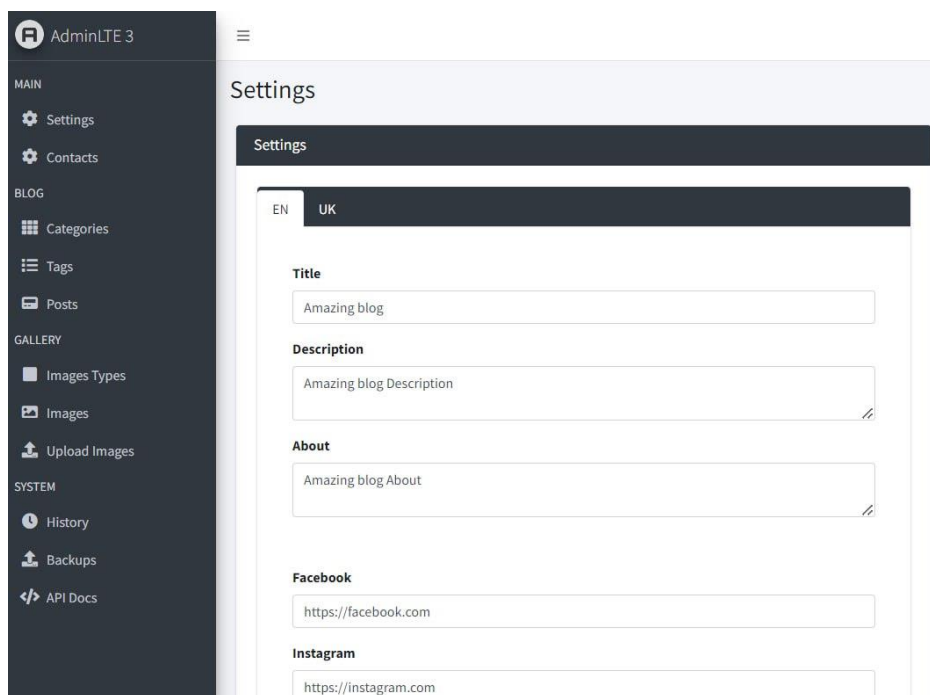 AdminLTE 3
MAIN
Settings
Contacts
BLOG
Categories
Tags
Posts
GALLERY
Images Types
Images
Upload Images
SYSTEM
History
Backups
API Docs
Settings
Settings
EN UK
Title
Amazing blog
Description
Amazing blog Description
About
Amazing blog About
Facebook
https://facebook.com
Instagram
https://instagram.com